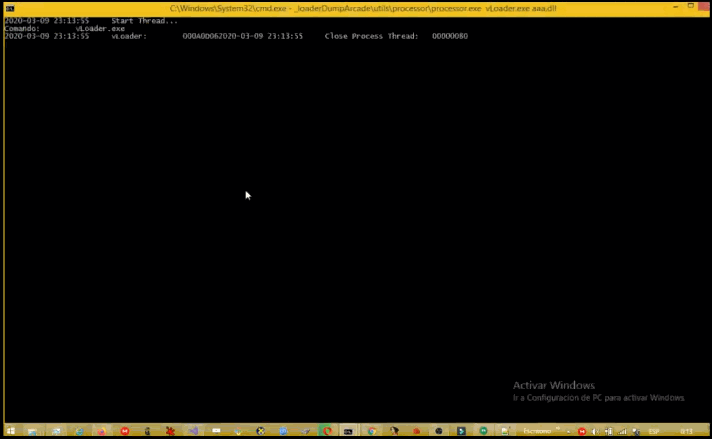 C:\Windows\System32\cmd.exe - _loaderDumpArcade\utils\processor\processor.exe vLoader.exe aaa.dll
2020-03-09 23:13:55 Start Thread...
Comando: vLoader.exe
2020-03-09 23:13:55 vLoader: 000A00062020-03-09 23:13:55 Close Process Thread: 00000080
Activar Windows
Ir a Configuración de PC para activar Windows.
Escritorio
ESP
0:13